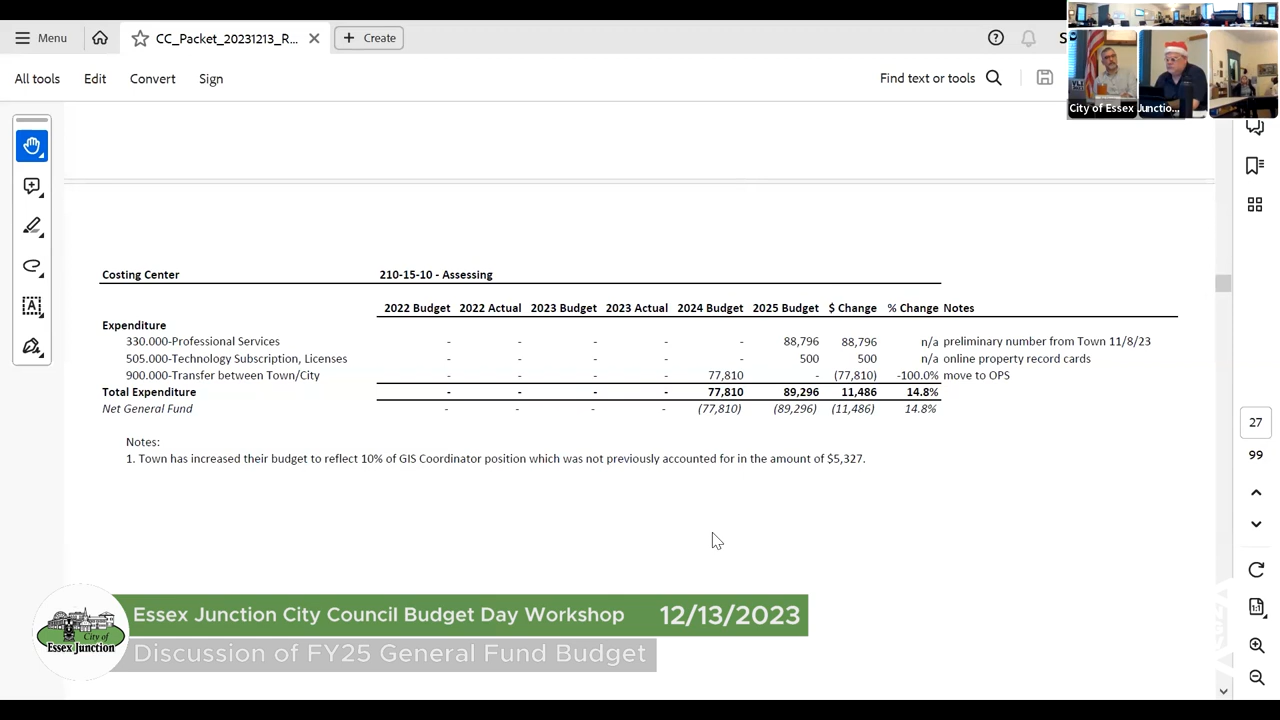 Menu
CC_Packet_20231213_R...
Create
All tools
Edit
Convert
Sign
Find text or tools
City of Essex Junctio...
Costing Center 210-15-10 - Assessing
2022 Budget 2022 Actual 2023 Budget 2023 Actual 2024 Budget 2025 Budget $ Change % Change Notes
Expenditure
330.000-Professional Services - - - - - 88,796 88,796 n/a preliminary number from Town 11/8/23
505.000-Technology Subscription, Licenses - - - - - 500 500 n/a online property record cards
900.000-Transfer between Town/City - - - - 77,810 - (77,810) -100.0% move to OPS
Total Expenditure - - - - 77,810 89,296 11,486 14.8%
Net General Fund - - - - (77,810) (89,296) (11,486) 14.8%
Notes:
1. Town has increased their budget to reflect 10% of GIS Coordinator position which was not previously accounted for in the amount of $5,327.
27
99
1:1
City of
Essex Junction
Essex Junction City Council Budget Day Workshop 12/13/2023
Discussion of FY25 General Fund Budget